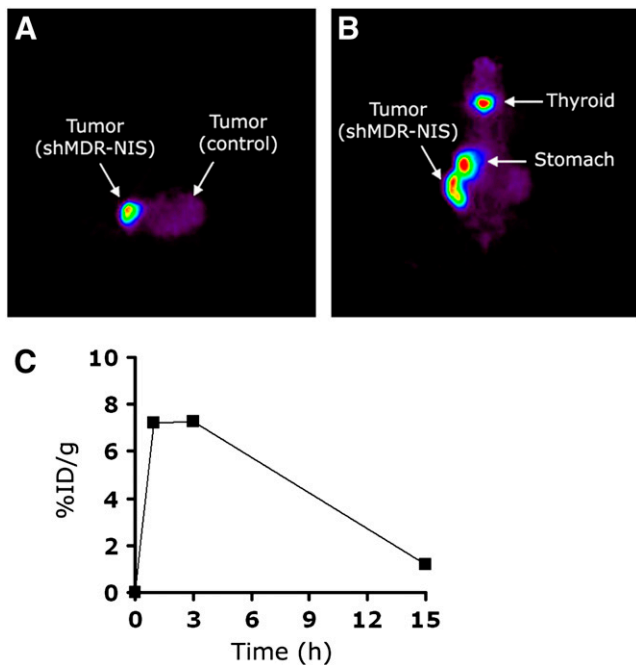 A
Tumor
(shMDR-NIS)
Tumor
(control)
B
Tumor
(shMDR-NIS)
Thyroid
Stomach
C
10
8
6
4
2
0
%ID/g
0 3 6 9 12 15
Time (h)